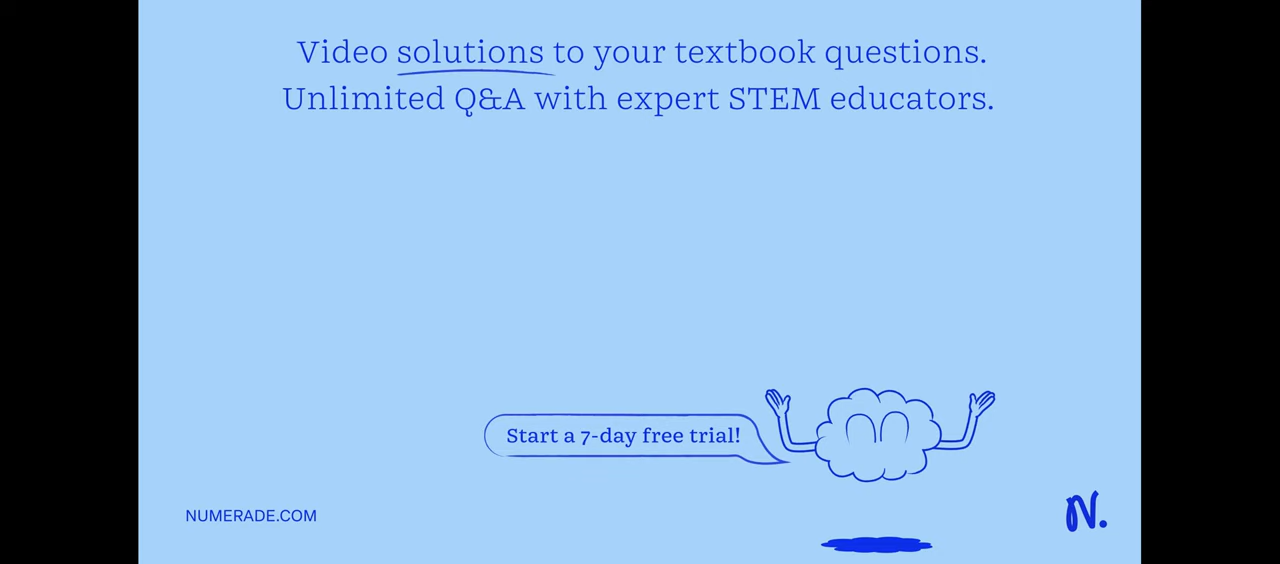 Video solutions to your textbook questions.
Unlimited Q&A with expert STEM educators.
Start a 7-day free trial!
NUMERADE.COM
N.